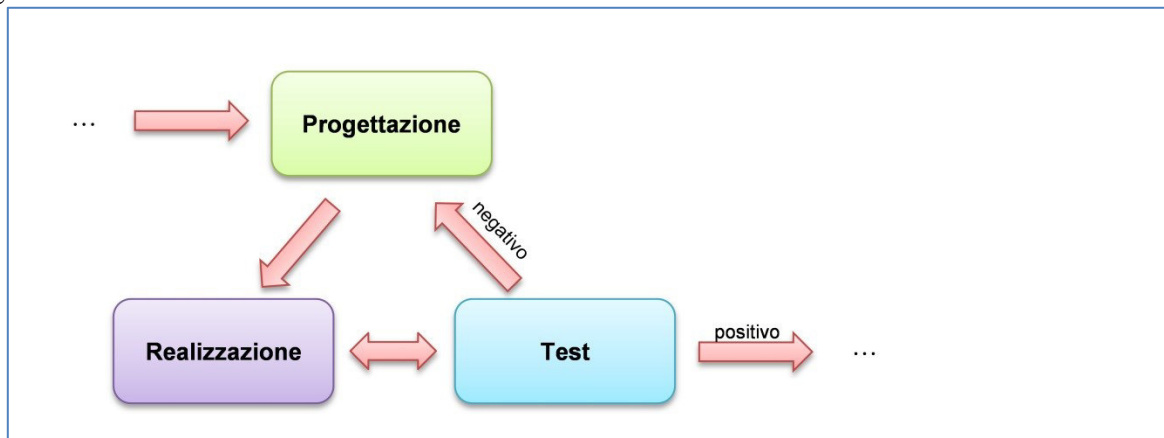 ...
Progettazione
negativo
Realizzazione
Test
positivo
...